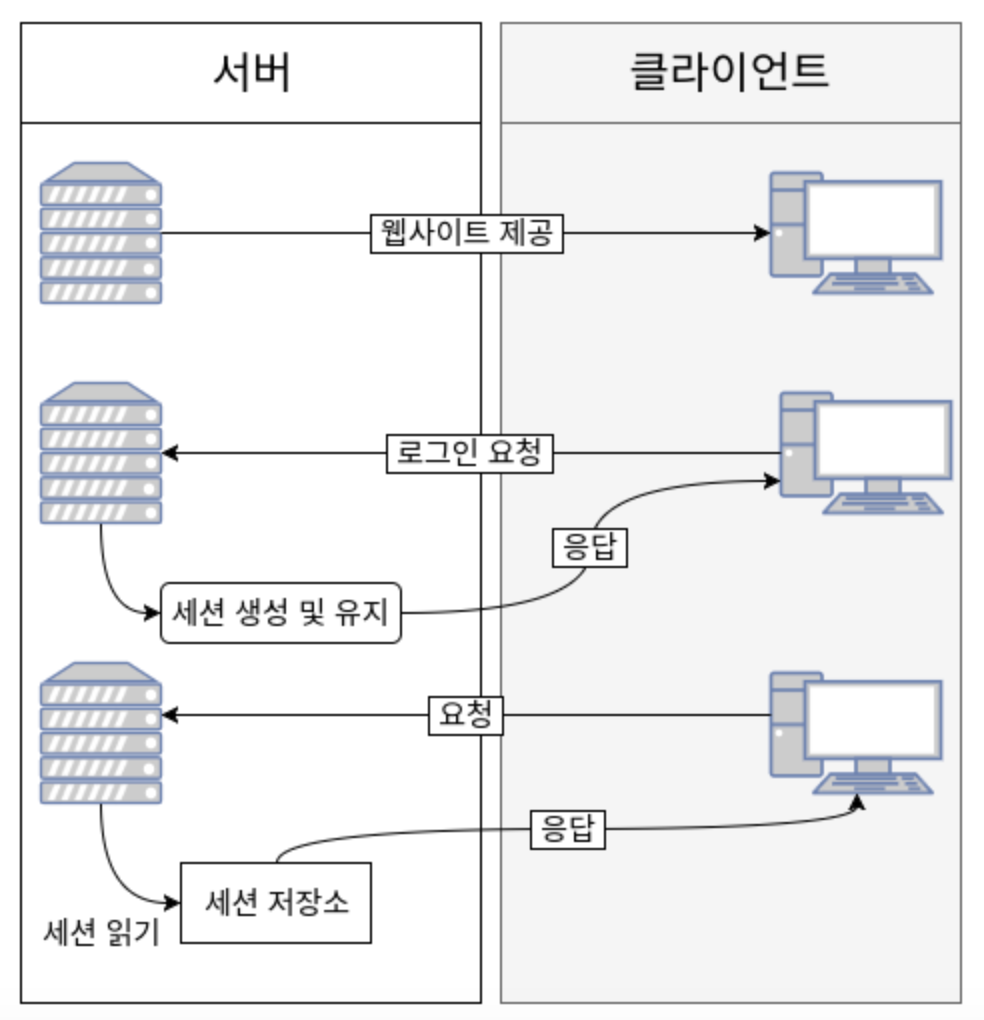 서버
클라이언트
웹사이트 제공
로그인 요청
응답
세션 생성 및 유지
요청
응답
세션 저장소
세션 읽기